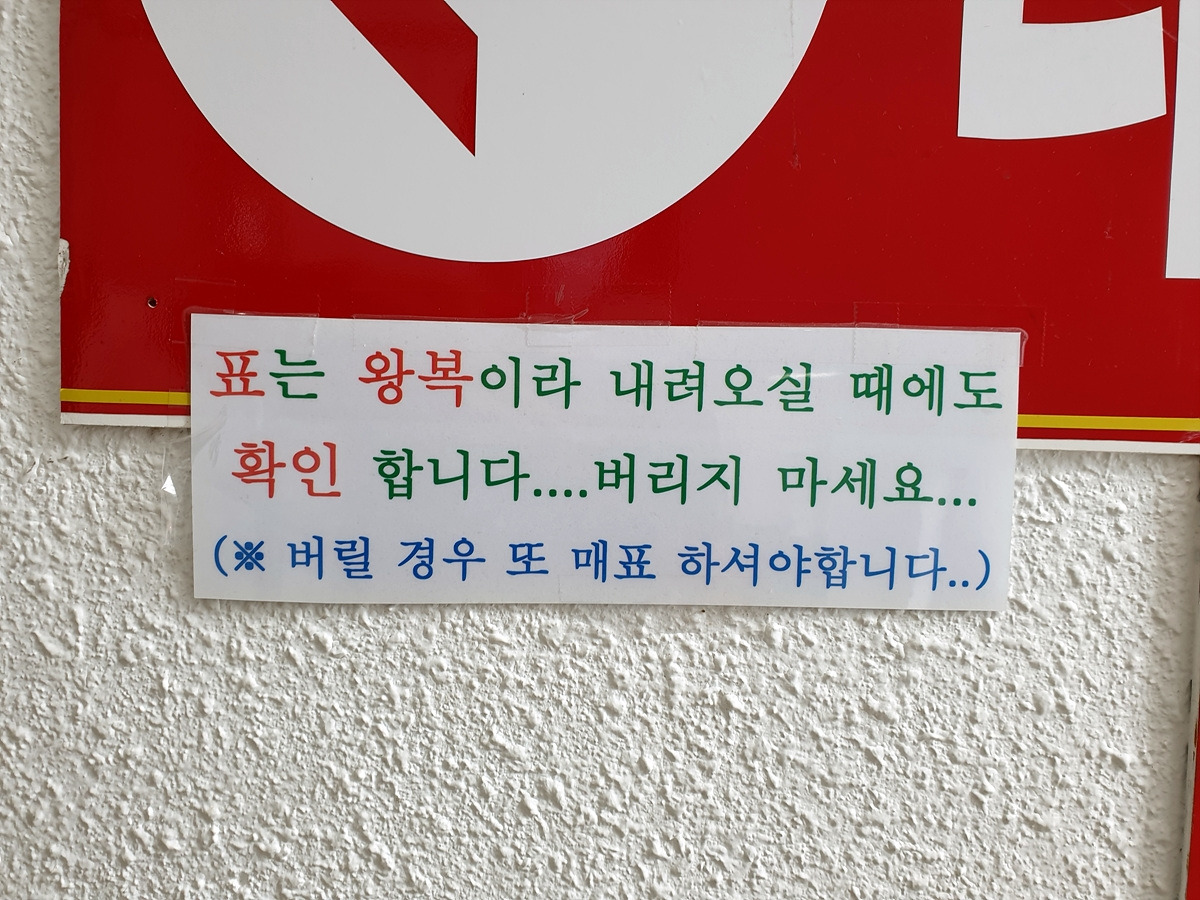 표는 왕복이라 내려오실 때에도
확인 합니다....버리지 마세요...
(※ 버릴 경우 또 매표 하셔야합니다..)